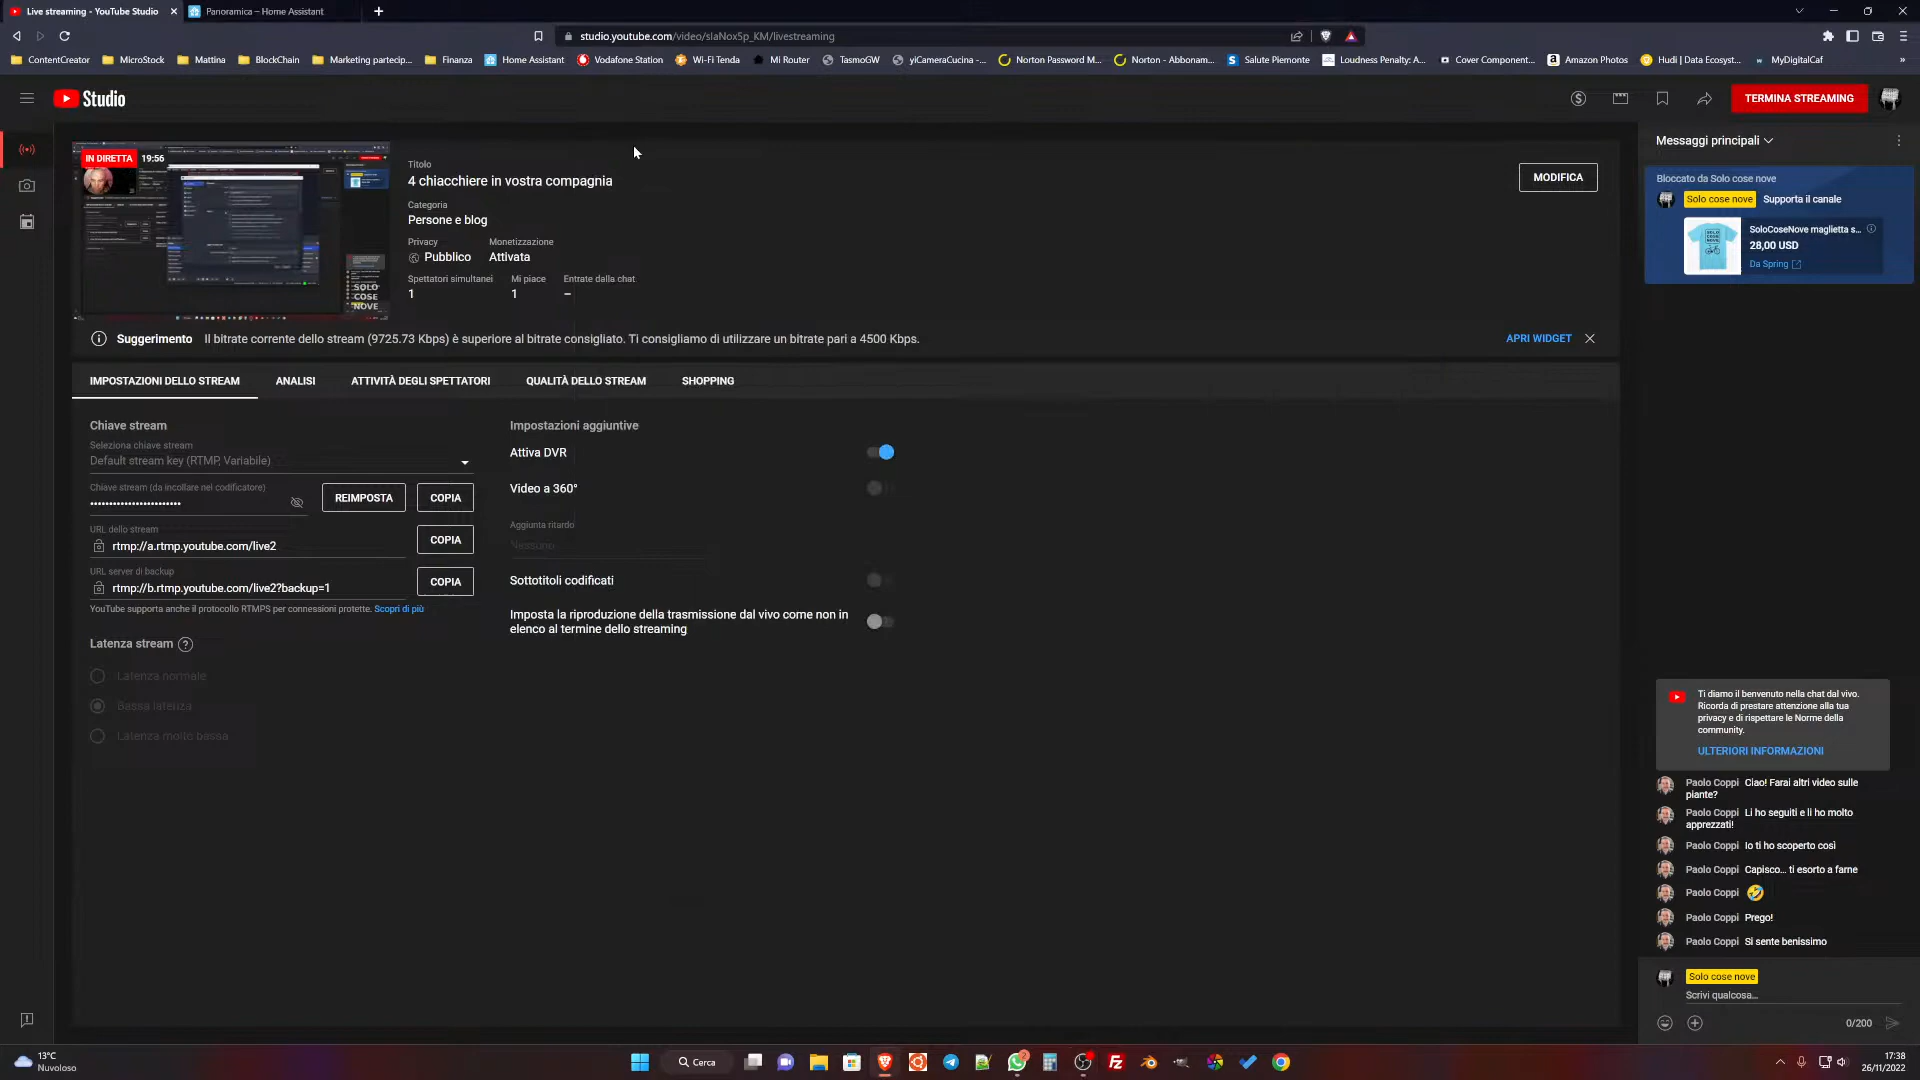 Live streaming - YouTube Studio
Panoramica – Home Assistant
studio.youtube.com/video/slaNox5p_KM/livestreaming
ContentCreator
MicroStock
Mattina
BlockChain
Marketing partecip...
Finanza
Home Assistant
Vodafone Station
Wi-Fi Tenda
Mi Router
TasmoGW
yiCameraCucina -...
Norton Password M...
Norton - Abbonam...
Salute Piemonte
Loudness Penalty: A...
Cover Component...
Amazon Photos
Hudi | Data Ecosyst...
MyDigitalCaf
Studio
TERMINA STREAMING
IN DIRETTA 19:56
SOLO
COSE
NOVE
Titolo
4 chiacchiere in vostra compagnia
Categoria
Persone e blog
Privacy
Pubblico
Monetizzazione
Attivata
Spettatori simultanei
1
Mi piace
1
Entrate dalla chat
–
MODIFICA
Suggerimento Il bitrate corrente dello stream (9725.73 Kbps) è superiore al bitrate consigliato. Ti consigliamo di utilizzare un bitrate pari a 4500 Kbps.
APRI WIDGET
IMPOSTAZIONI DELLO STREAM
ANALISI
ATTIVITÀ DEGLI SPETTATORI
QUALITÀ DELLO STREAM
SHOPPING
Chiave stream
Seleziona chiave stream
Default stream key (RTMP, Variabile)
Chiave stream (da incollare nel codificatore)
••••••••••••••••••••••••
REIMPOSTA
COPIA
URL dello stream
rtmp://a.rtmp.youtube.com/live2
COPIA
URL server di backup
rtmp://b.rtmp.youtube.com/live2?backup=1
COPIA
YouTube supporta anche il protocollo RTMPS per connessioni protette. Scopri di più
Latenza stream
Latenza normale
Bassa latenza
Latenza molto bassa
Impostazioni aggiuntive
Attiva DVR
Video a 360°
Aggiunta ritardo
Nessuno
Sottotitoli codificati
Imposta la riproduzione della trasmissione dal vivo come non in
elenco al termine dello streaming
Messaggi principali
Bloccato da Solo cose nove
Solo cose nove Supporta il canale
SOLO
COSE
NOVE
SoloCoseNove maglietta s...
28,00 USD
Da Spring
Ti diamo il benvenuto nella chat dal vivo.
Ricorda di prestare attenzione alla tua
privacy e di rispettare le Norme della
community.
ULTERIORI INFORMAZIONI
Paolo Coppi Ciao! Farai altri video sulle
piante?
Paolo Coppi Li ho seguiti e li ho molto
apprezzati!
Paolo Coppi Io ti ho scoperto così
Paolo Coppi Capisco... ti esorto a farne
Paolo Coppi 🤣
Paolo Coppi Prego!
Paolo Coppi Si sente benissimo
Solo cose nove
Scrivi qualcosa...
0/200
13°C
Nuvoloso
Cerca
17:38
26/11/2022